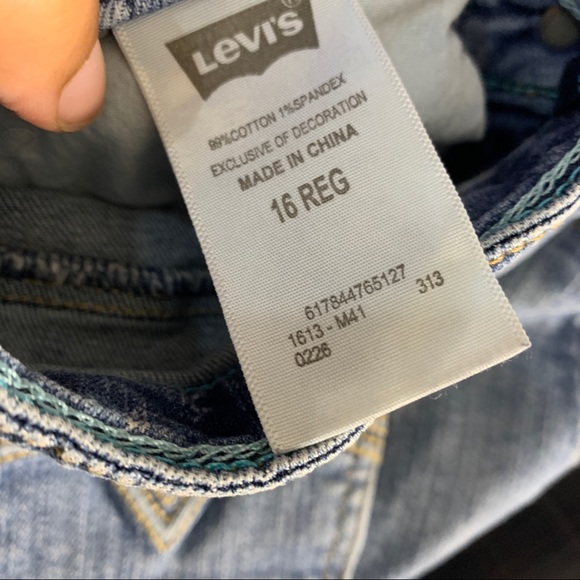 Levi's
99%COTTON 1%SPANDEX
EXCLUSIVE OF DECORATION
MADE IN CHINA
16 REG
617844765127
1613 - M41 313
0226